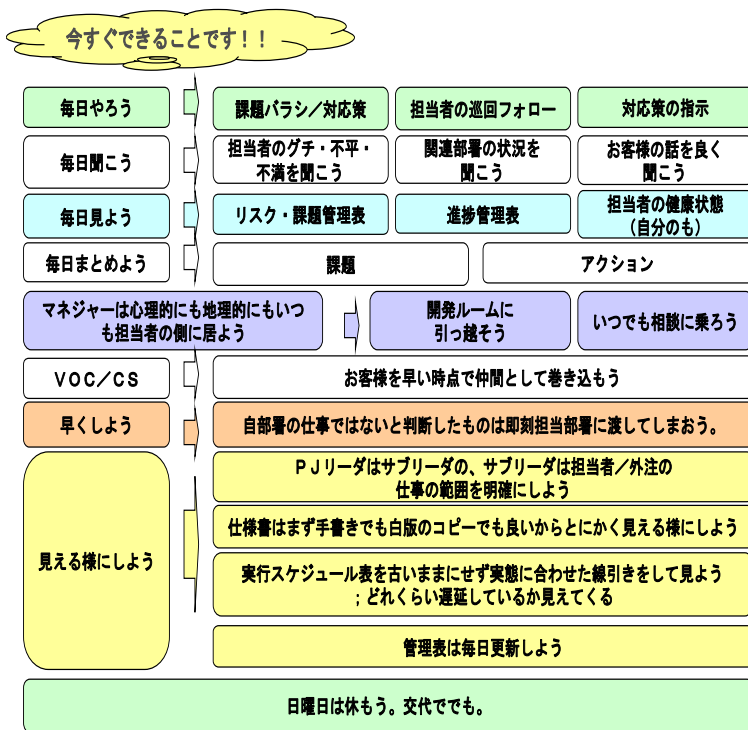 今すぐできることです！！
毎日やろう
課題バラシ／対応策
担当者の巡回フォロー
対応策の指示
毎日聞こう
担当者のグチ・不平・
不満を聞こう
関連部署の状況を
聞こう
お客様の話を良く
聞こう
毎日見よう
リスク・課題管理表
進捗管理表
担当者の健康状態
（自分のも）
毎日まとめよう
課題
アクション
マネジャーは心理的にも地理的にもいつ
も担当者の側に居よう
開発ルームに
引っ越そう
いつでも相談に乗ろう
ＶＯＣ／ＣＳ
お客様を早い時点で仲間として巻き込もう
早くしよう
自部署の仕事ではないと判断したものは即刻担当部署に渡してしまおう。
見える様にしよう
ＰＪリーダはサブリーダの、サブリーダは担当者／外注の
仕事の範囲を明確にしよう
仕様書はまず手書きでも白版のコピーでも良いからとにかく見える様にしよう
実行スケジュール表を古いままにせず実態に合わせた線引きをして見よう
；どれくらい遅延しているか見えてくる
管理表は毎日更新しよう
日曜日は休もう。交代ででも。